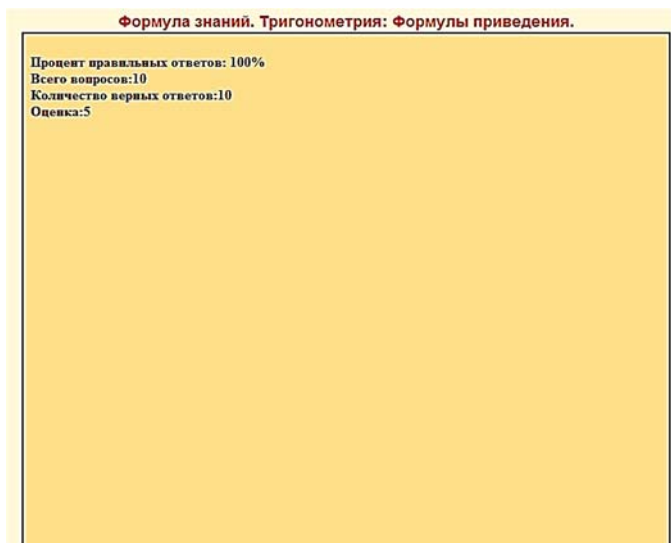 Формула знаний. Тригонометрия: Формулы приведения.
Процент правильных ответов: 100%
Всего вопросов:10
Количество верных ответов:10
Оценка:5